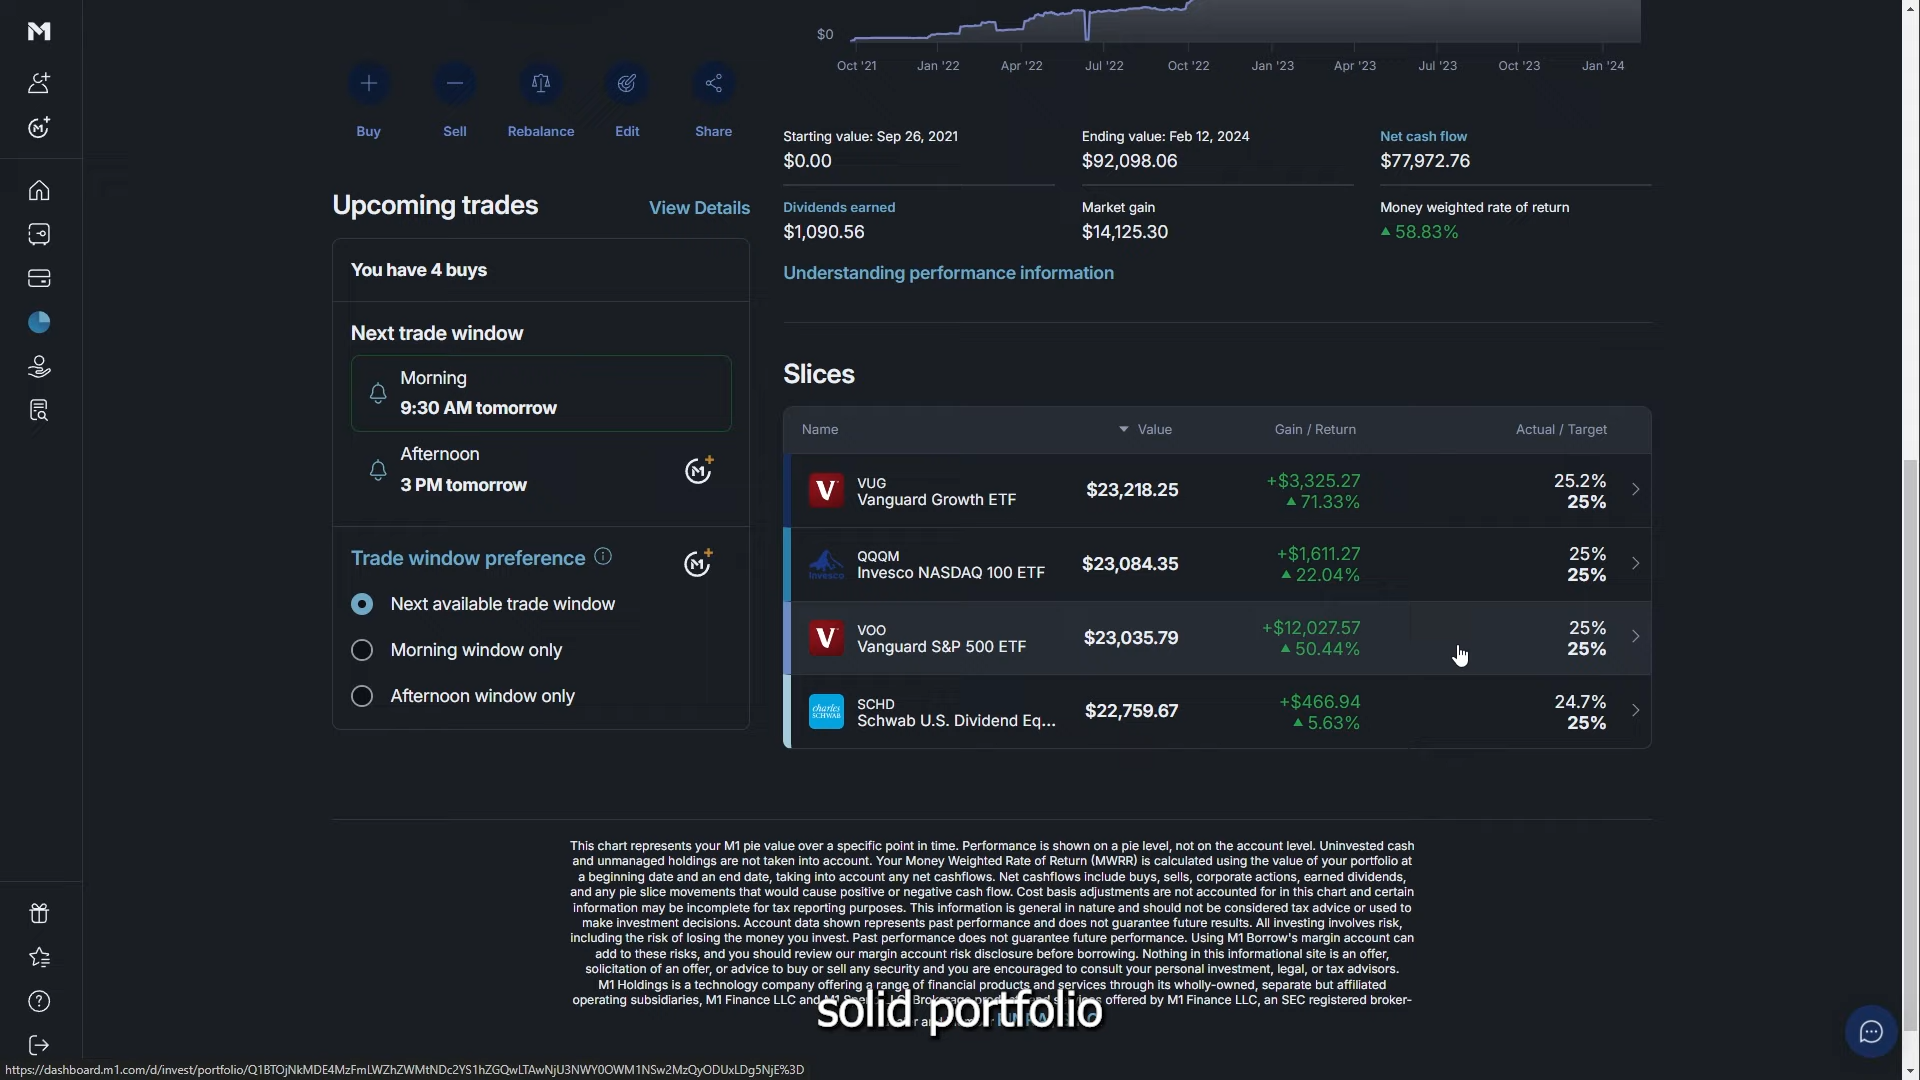 $0
Oct '21 Jan '22 Apr '22 Jul '22 Oct '22 Jan '23 Apr '23 Jul '23 Oct '23 Jan '24
Buy Sell Rebalance Edit Share
Starting value: Sep 26, 2021
$0.00
Ending value: Feb 12, 2024
$92,098.06
Net cash flow
$77,972.76
Dividends earned
$1,090.56
Market gain
$14,125.30
Money weighted rate of return
58.83%
Understanding performance information
Upcoming trades View Details
You have 4 buys
Next trade window
Morning
9:30 AM tomorrow
Afternoon
3 PM tomorrow
Trade window preference
Next available trade window
Morning window only
Afternoon window only
Slices
Name Value Gain / Return Actual / Target
VUG
Vanguard Growth ETF
$23,218.25
+$3,325.27
71.33%
25.2%
25%
Invesco
QQQM
Invesco NASDAQ 100 ETF
$23,084.35
+$1,611.27
22.04%
25%
25%
VOO
Vanguard S&P 500 ETF
$23,035.79
+$12,027.57
50.44%
25%
25%
charles
SCHWAB
SCHD
Schwab U.S. Dividend Eq...
$22,759.67
+$466.94
5.63%
24.7%
25%
This chart represents your M1 pie value over a specific point in time. Performance is shown on a pie level, not on the account level. Uninvested cash
and unmanaged holdings are not taken into account. Your Money Weighted Rate of Return (MWRR) is calculated using the value of your portfolio at
a beginning date and an end date, taking into account any net cashflows. Net cashflows include buys, sells, corporate actions, earned dividends,
and any pie slice movements that would cause positive or negative cash flow. Cost basis adjustments are not accounted for in this chart and certain
information may be incomplete for tax reporting purposes. This information is general in nature and should not be considered tax advice or used to
make investment decisions. Account data shown represents past performance and does not guarantee future results. All investing involves risk,
including the risk of losing the money you invest. Past performance does not guarantee future performance. Using M1 Borrow's margin account can
add to these risks, and you should review our margin account risk disclosure before borrowing. Nothing in this informational site is an offer,
solicitation of an offer, or advice to buy or sell any security and you are encouraged to consult your personal investment, legal, or tax advisors.
M1 Holdings is a technology company offering a range of financial products and services through its wholly-owned, separate but affiliated
operating subsidiaries, M1 Finance LLC and offered by M1 Finance LLC, an SEC registered broker-
solid portfolio
https://dashboard.m1.com/d/invest/portfolio/Q1BTOjNkMDE4MzFmLWZhZWMtNDc2YS1hZGQwLTAwNjU3NWY0OWM1NSw2MzQyODUxLDg5NjE%3D